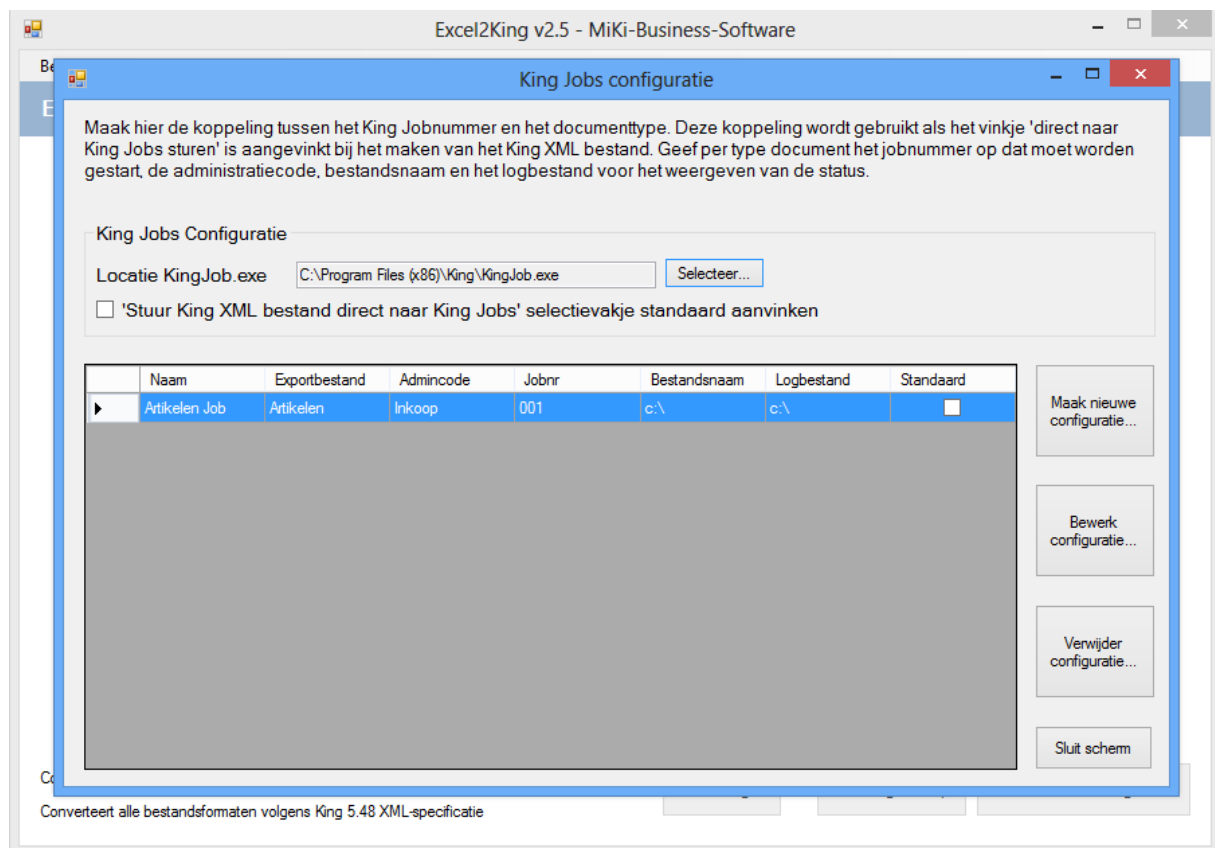 Excel2King v2.5 - MiKi-Business-Software
King Jobs configuratie
Maak hier de koppeling tussen het King Jobnummer en het documenttype. Deze koppeling wordt gebruikt als het vinkje 'direct naar
King Jobs sturen' is aangevinkt bij het maken van het King XML bestand. Geef per type document het jobnummer op dat moet worden
gestart, de administratiecode, bestandsnaam en het logbestand voor het weergeven van de status.
King Jobs Configuratie
Locatie KingJob.exe C:\Program Files (x86)\King\KingJob.exe Selecteer...
'Stuur King XML bestand direct naar King Jobs' selectievakje standaard aanvinken
Naam Exportbestand Admincode Jobnr Bestandsnaam Logbestand Standaard
Artikelen Job Artikelen Inkoop 001 c:\ c:\
Maak nieuwe
configuratie...
Bewerk
configuratie...
Verwijder
configuratie...
Sluit scherm
Converteert alle bestandsformaten volgens King 5.48 XML-specificatie